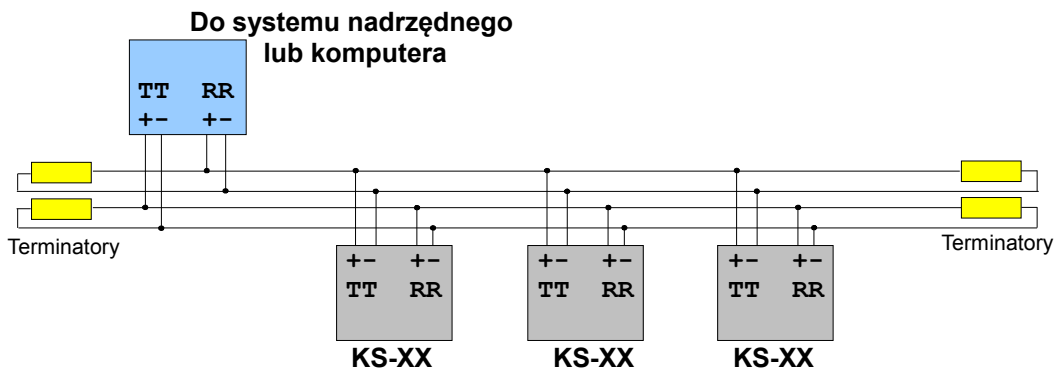 Do systemu nadrzędnego
lub komputera
TT RR
+- +-
Terminatory
Terminatory
+- +- +- +- +- +-
TT RR TT RR TT RR
KS-XX KS-XX KS-XX